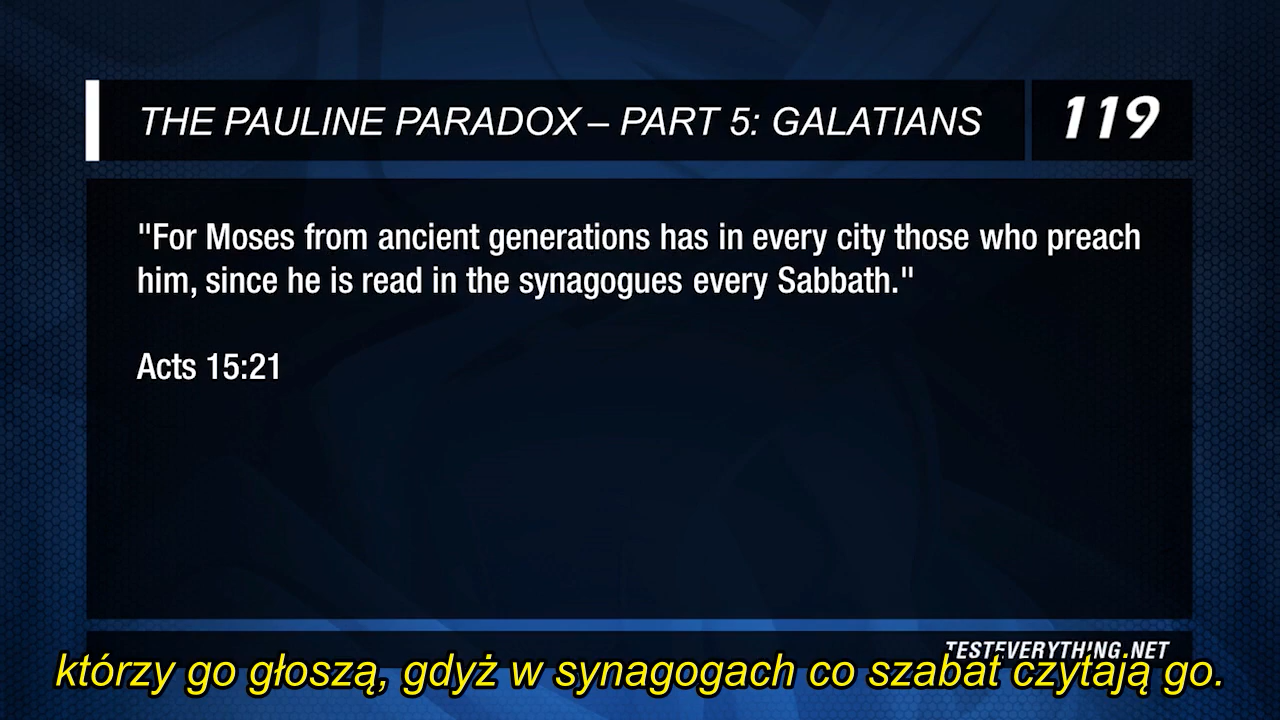 THE PAULINE PARADOX – PART 5: GALATIANS
119
"For Moses from ancient generations has in every city those who preach
him, since he is read in the synagogues every Sabbath."
Acts 15:21
TESTEVERYTHING.NET
którzy go głoszą, gdyż w synagogach co szabat czytają go.